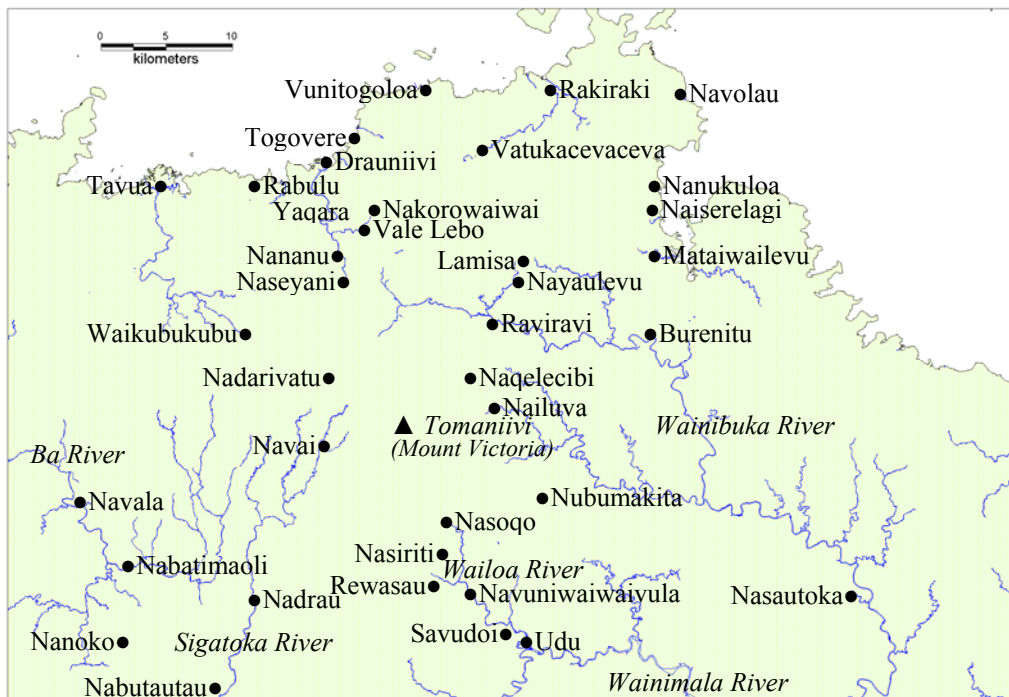 0 5 10
kilometers
Vunitogoloa
Rakiraki
Navolau
Togovere
Vatukacevaceva
Drauniivi
Tavua
Rabulu
Nanukuloa
Yaqara
Nakorowaiwai
Naiserelagi
Vale Lebo
Nananu
Lamisa
Mataiwailevu
Naseyani
Nayaulevu
Raviravi
Waikubukubu
Burenitu
Nadarivatu
Naqelecibi
Nailuva
Tomaniivi
(Mount Victoria)
Wainibuka River
Navai
Ba River
Navala
Nubumakita
Nasoqo
Nasiriti
Nabatimaoli
Wailoa River
Rewasau
Navuniwaiwaivula
Nasautoka
Nadrau
Savudoi
Udu
Nanoko
Sigatoka River
Nabutautau
Wainimala River